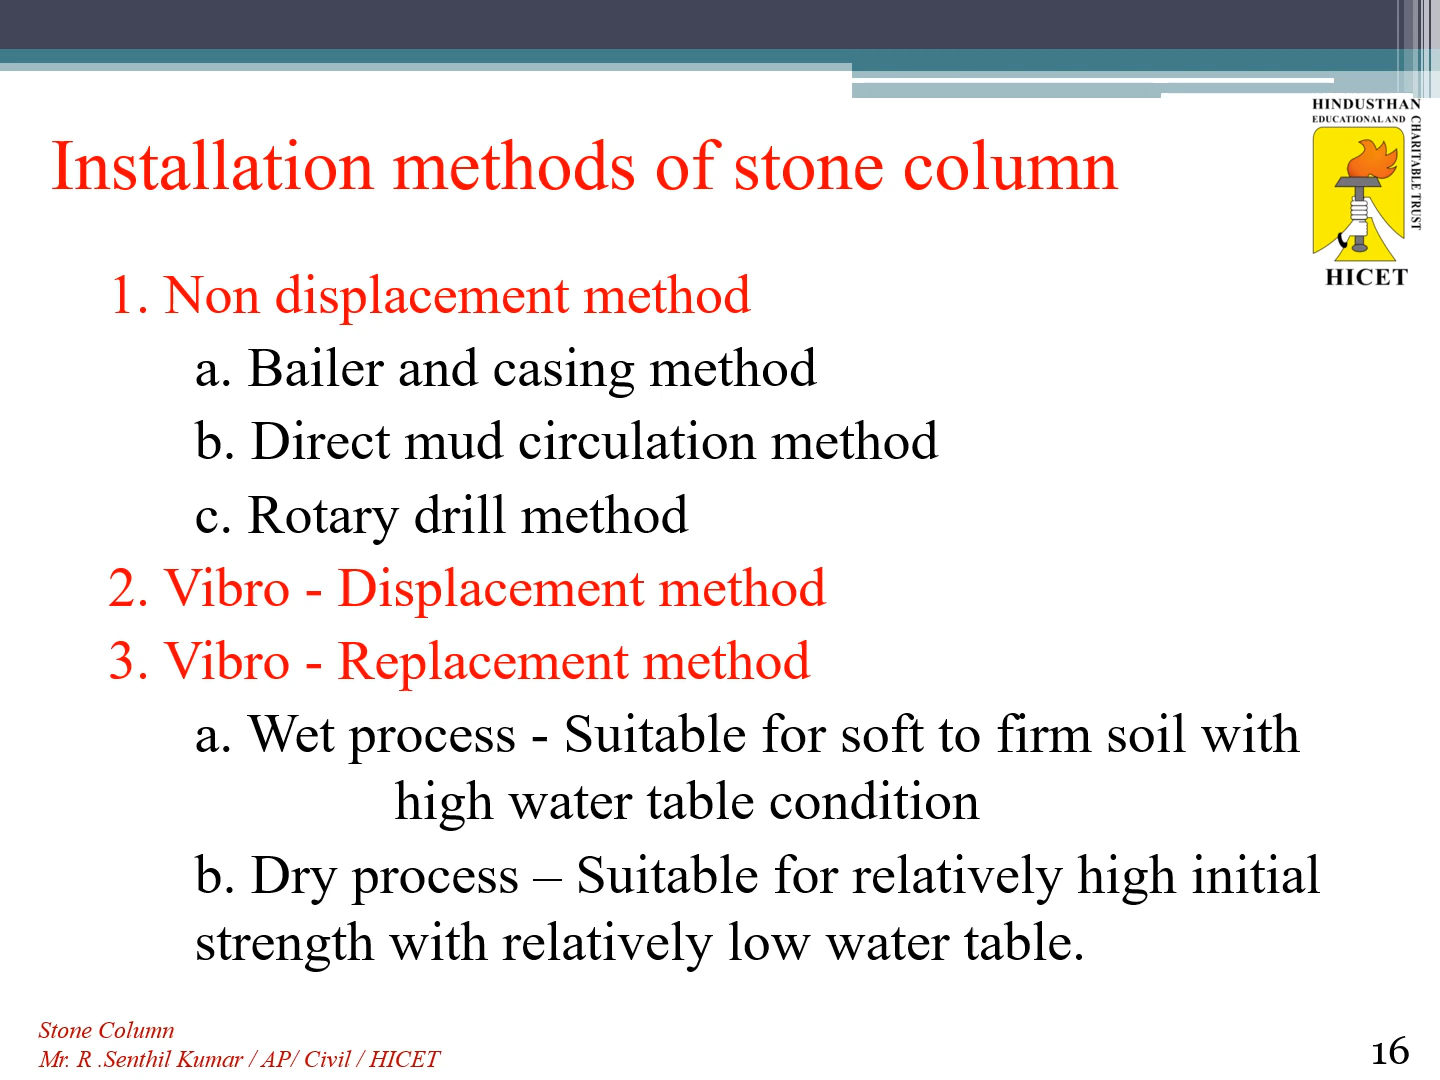 HINDUSTHAN
EDUCATIONAL AND
CHARITABLE TRUST
HICET
Installation methods of stone column
1. Non displacement method
a. Bailer and casing method
b. Direct mud circulation method
c. Rotary drill method
2. Vibro - Displacement method
3. Vibro - Replacement method
a. Wet process - Suitable for soft to firm soil with
high water table condition
b. Dry process – Suitable for relatively high initial
strength with relatively low water table.
Stone Column
Mr. R .Senthil Kumar / AP/ Civil / HICET
16